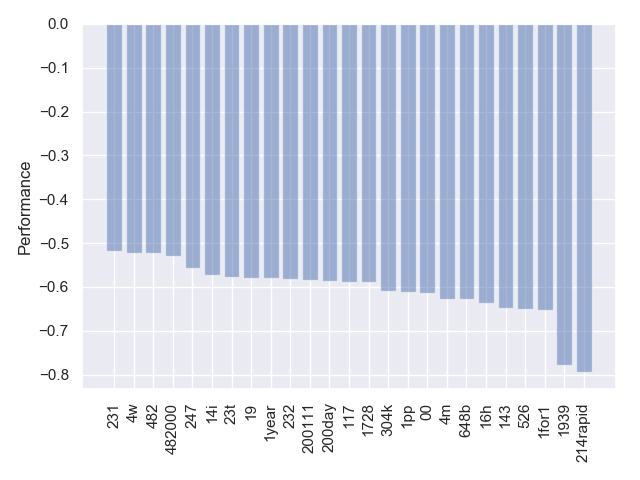 0.0
−0.1
−0.2
−0.3
−0.4
−0.5
−0.6
−0.7
−0.8
Performance
231
4w
482
482000
247
14i
23t
19
1year
232
200111
200day
117
1728
304k
1pp
00
4m
648b
16h
143
526
1for1
1939
214rapid